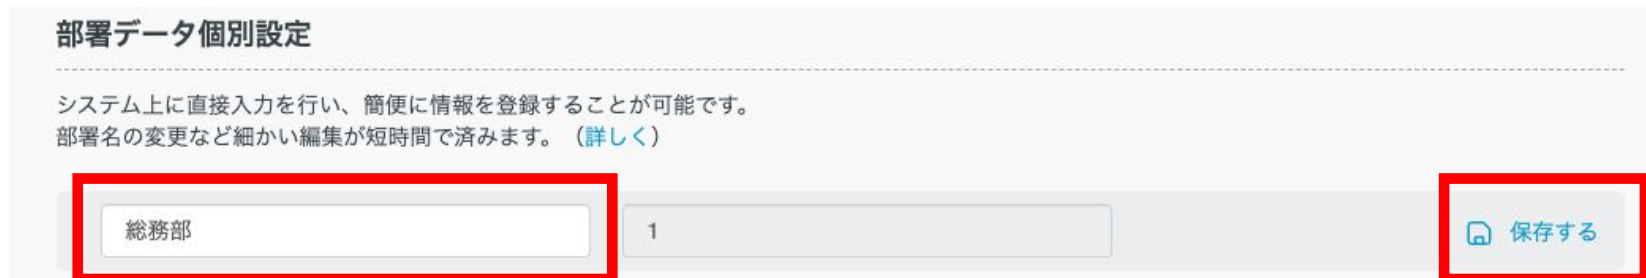 部署データ個別設定
システム上に直接入力を行い、簡便に情報を登録することが可能です。
部署名の変更など細かい編集が短時間で済みます。（詳しく）
総務部 1 保存する